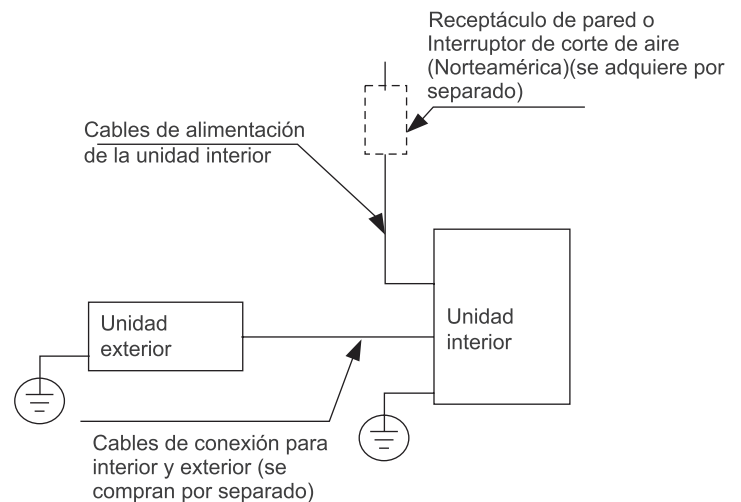 Receptáculo de pared o
Interruptor de corte de aire
(Norteamérica)(se adquiere por
separado)
Cables de alimentación
de la unidad interior
Unidad
exterior
Unidad
interior
Cables de conexión para
interior y exterior (se
compran por separado)